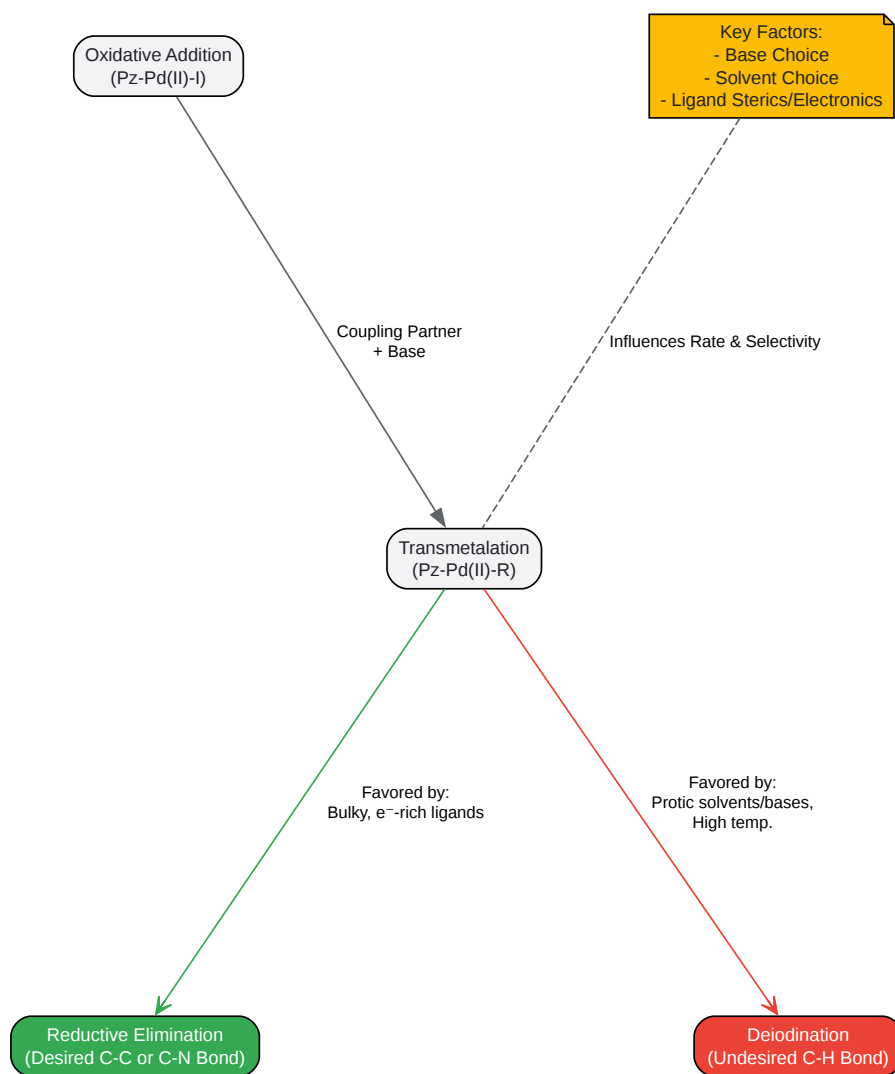 Oxidative Addition
(Pz-Pd(II)-I)
Key Factors:
- Base Choice
- Solvent Choice
- Ligand Sterics/Electronics
Coupling Partner
+ Base
Influences Rate & Selectivity
Transmetalation
(Pz-Pd(II)-R)
Favored by:
Bulky, e⁻-rich ligands
Favored by:
Protic solvents/bases,
High temp.
Reductive Elimination
(Desired C-C or C-N Bond)
Deiodination
(Undesired C-H Bond)